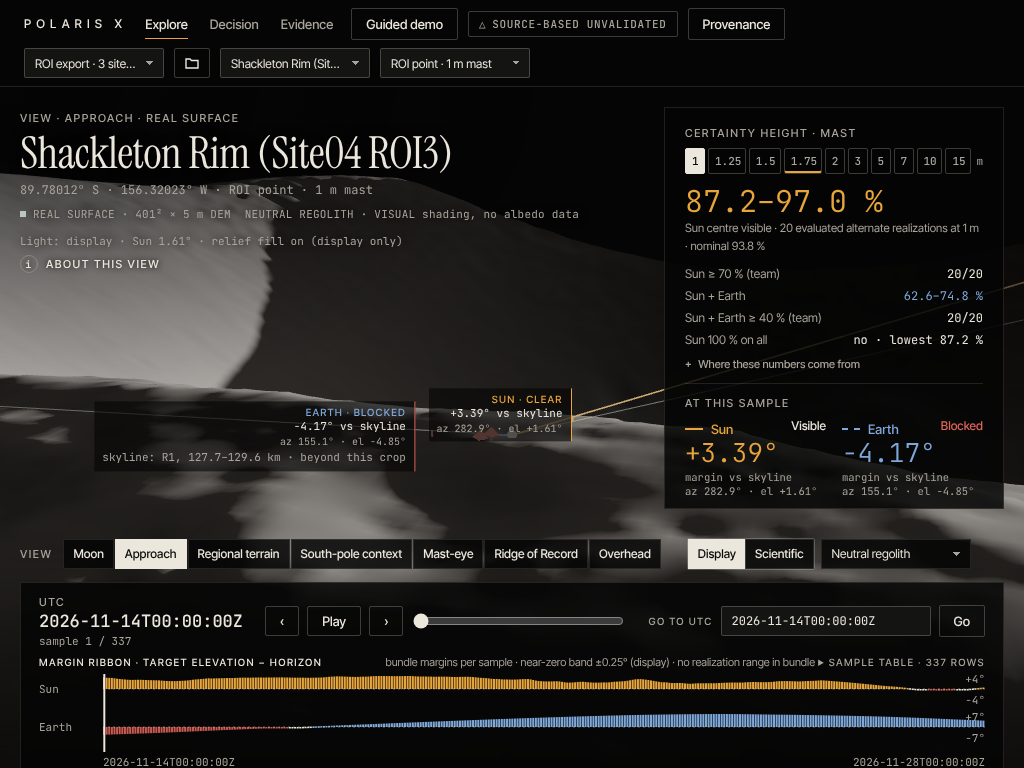 POLARIS X Explore Decision Evidence Guided demo △ SOURCE-BASED UNVALIDATED Provenance
ROI export · 3 site… Shackleton Rim (Sit… ROI point · 1 m mast
VIEW · APPROACH · REAL SURFACE
Shackleton Rim (Site04 ROI3)
89.78012° S · 156.32023° W · ROI point · 1 m mast
REAL SURFACE · 401² × 5 m DEM NEUTRAL REGOLITH · VISUAL shading, no albedo data
Light: display · Sun 1.61° · relief fill on (display only)
i ABOUT THIS VIEW
CERTAINTY HEIGHT · MAST
1 1.25 1.5 1.75 2 3 5 7 10 15 m
87.2–97.0 %
Sun centre visible · 20 evaluated alternate realizations at 1 m
· nominal 93.8 %
Sun ≥ 70 % (team) 20/20
Sun + Earth 62.6–74.8 %
Sun + Earth ≥ 40 % (team) 20/20
Sun 100 % on all no · lowest 87.2 %
+ Where these numbers come from
AT THIS SAMPLE
Sun Visible Earth Blocked
+3.39° -4.17°
margin vs skyline margin vs skyline
az 282.9° · el +1.61° az 155.1° · el -4.85°
EARTH · BLOCKED
-4.17° vs skyline
az 155.1° · el -4.85°
skyline: R1, 127.7–129.6 km · beyond this crop
SUN · CLEAR
+3.39° vs skyline
az 282.9° · el +1.61°
VIEW Moon Approach Regional terrain South-pole context Mast-eye Ridge of Record Overhead Display Scientific Neutral regolith
UTC
2026-11-14T00:00:00Z ‹ Play › GO TO UTC 2026-11-14T00:00:00Z Go
sample 1 / 337
MARGIN RIBBON · TARGET ELEVATION − HORIZON bundle margins per sample · near-zero band ±0.25° (display) · no realization range in bundle ▸ SAMPLE TABLE · 337 ROWS
Sun +4°
-4°
Earth +7°
-7°
2026-11-14T00:00:00Z 2026-11-28T00:00:00Z